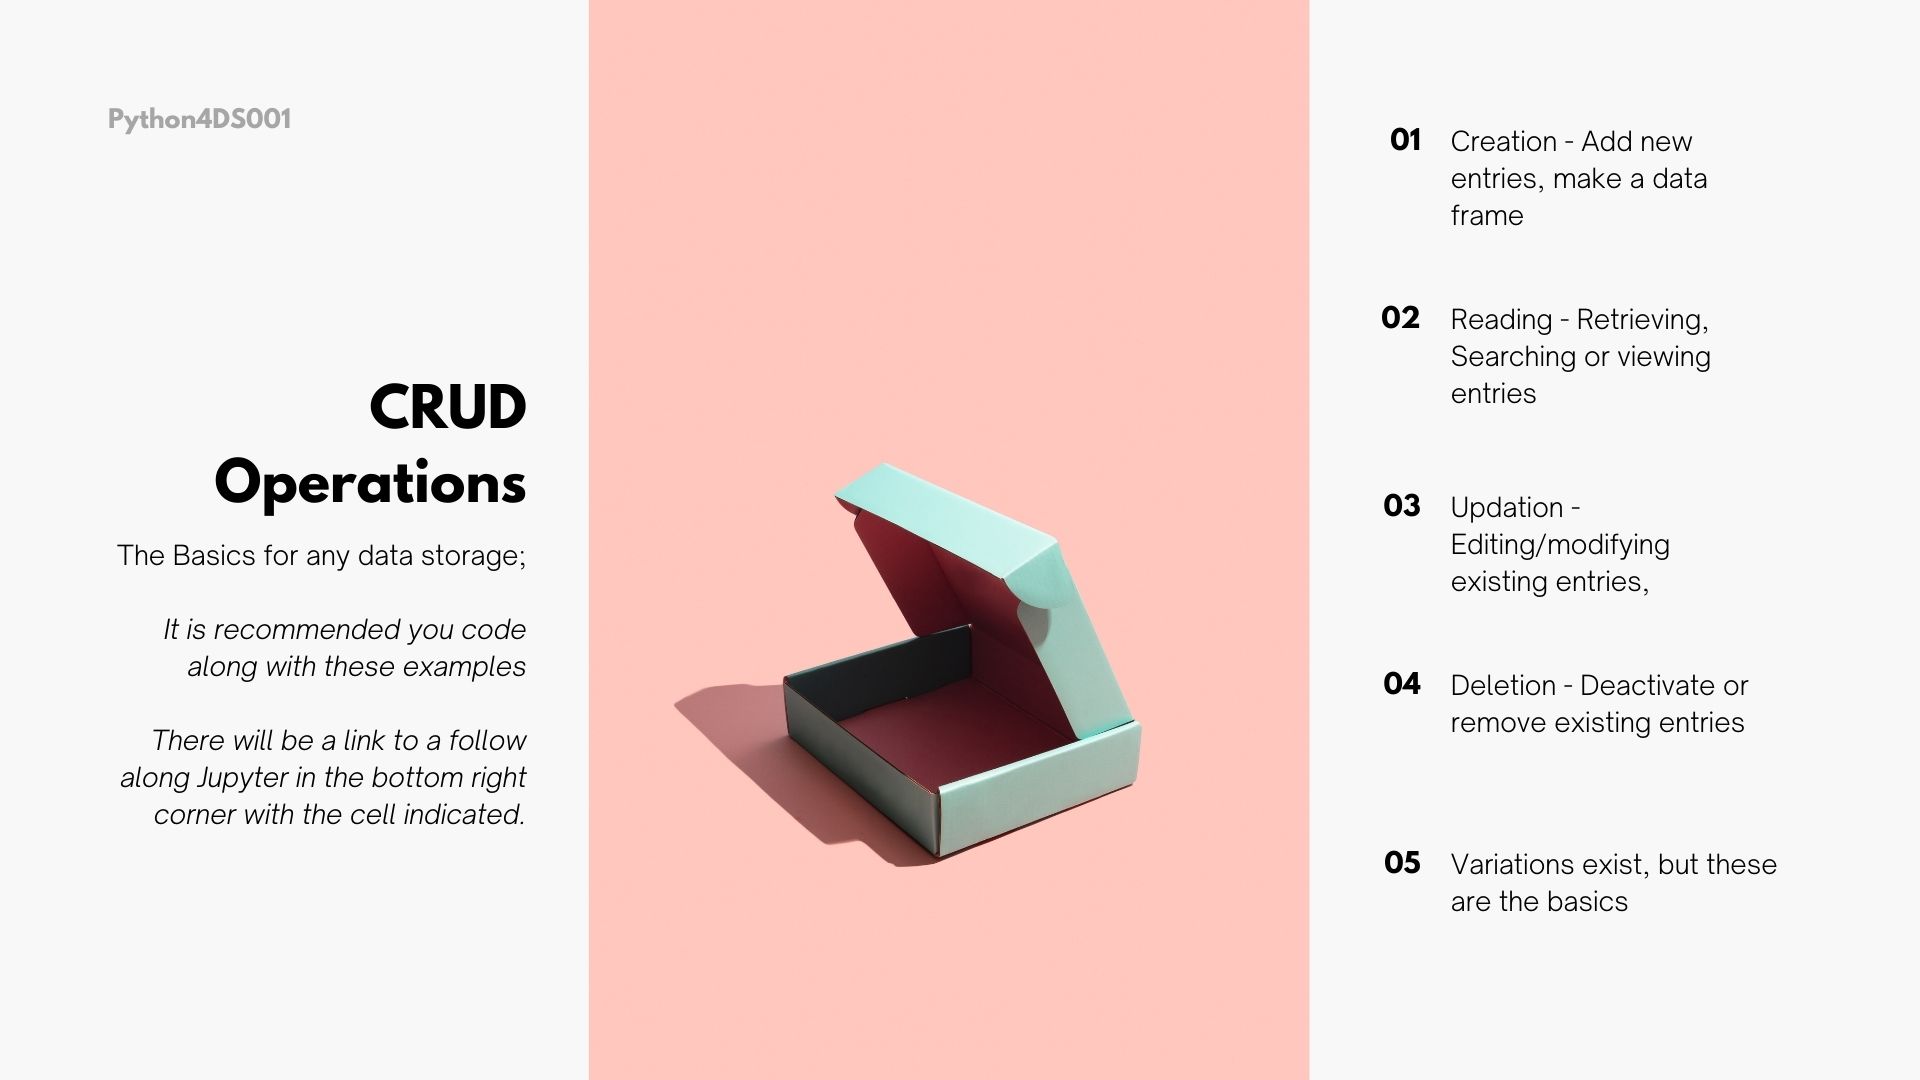 Python4DS001
CRUD
Operations
The Basics for any data storage;
It is recommended you code
along with these examples
There will be a link to a follow
along Jupyter in the bottom right
corner with the cell indicated.
01 Creation - Add new
entries, make a data
frame
02 Reading - Retrieving,
Searching or viewing
entries
03 Updation -
Editing/modifying
existing entries,
04 Deletion - Deactivate or
remove existing entries
05 Variations exist, but these
are the basics